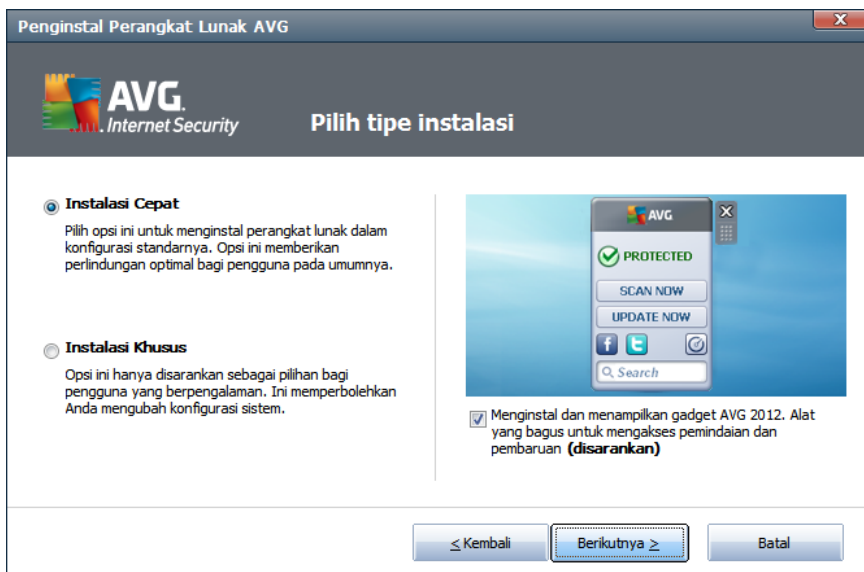 Penginstal Perangkat Lunak AVG
AVG.
Internet Security
Pilih tipe instalasi
Instalasi Cepat
Pilih opsi ini untuk menginstal perangkat lunak dalam
konfigurasi standarnya. Opsi ini memberikan
perlindungan optimal bagi pengguna pada umumnya.
Instalasi Khusus
Opsi ini hanya disarankan sebagai pilihan bagi
pengguna yang berpengalaman. Ini memperbolehkan
Anda mengubah konfigurasi sistem.
AVG
PROTECTED
SCAN NOW
UPDATE NOW
Search
Menginstal dan menampilkan gadget AVG 2012. Alat
yang bagus untuk mengakses pemindaian dan
pembaruan (disarankan)
< Kembali
Berikutnya >
Batal